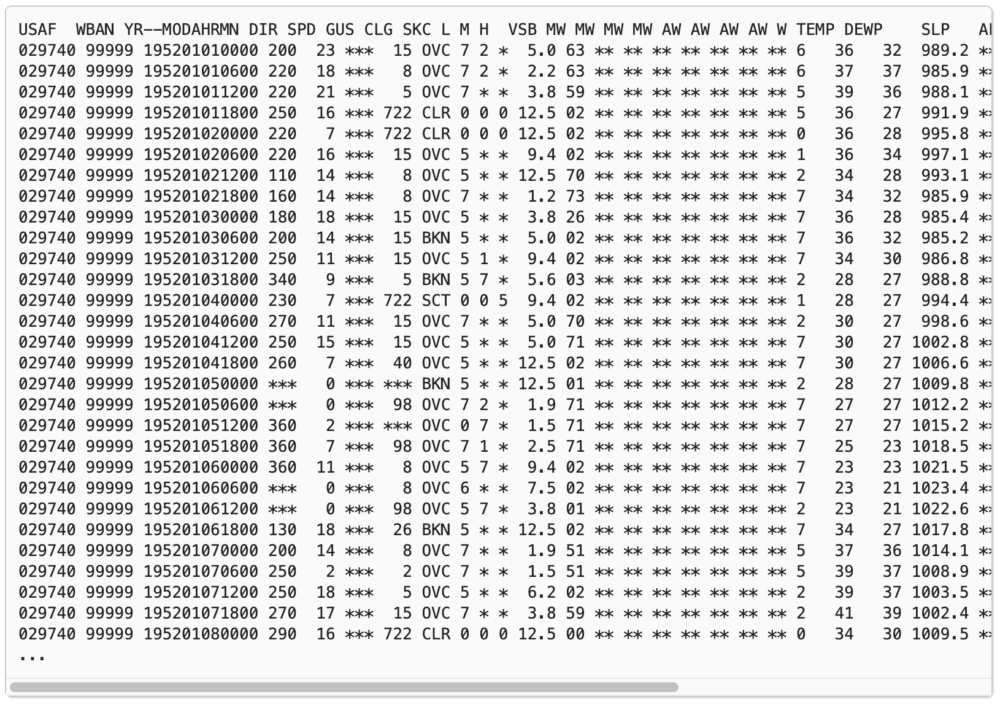 USAF  WBAN YR--MODAHRMN DIR SPD GUS CLG SKC L M H  VSB MW MW MW MW AW AW AW AW W TEMP DEWP    SLP
029740 99999 195201010000 200  23 ***  15 OVC 7 2 *  5.0 63 ** ** ** ** ** ** ** 6   36   32  989.2 **
029740 99999 195201010600 220  18 ***   8 OVC 7 2 *  2.2 63 ** ** ** ** ** ** ** 6   37   37  985.9 **
029740 99999 195201011200 220  21 ***   5 OVC 7 * *  3.8 59 ** ** ** ** ** ** ** 5   39   36  988.1 **
029740 99999 195201011800 250  16 *** 722 CLR 0 0 0 12.5 02 ** ** ** ** ** ** ** 5   36   27  991.9 **
029740 99999 195201020000 220   7 *** 722 CLR 0 0 0 12.5 02 ** ** ** ** ** ** ** 0   36   28  995.8 **
029740 99999 195201020600 220  16 ***  15 OVC 5 * *  9.4 02 ** ** ** ** ** ** ** 1   36   34  997.1 **
029740 99999 195201021200 110  14 ***   8 OVC 5 * * 12.5 70 ** ** ** ** ** ** ** 2   34   28  993.1 **
029740 99999 195201021800 160  14 ***   8 OVC 7 * *  1.2 73 ** ** ** ** ** ** ** 7   34   32  985.9 **
029740 99999 195201030000 180  18 ***  15 OVC 5 * *  3.8 26 ** ** ** ** ** ** ** 7   36   28  985.4 **
029740 99999 195201030600 200  14 ***  15 BKN 5 * *  5.0 02 ** ** ** ** ** ** ** 7   36   32  985.2 **
029740 99999 195201031200 250  11 ***  15 OVC 5 1 *  9.4 02 ** ** ** ** ** ** ** 7   34   30  986.8 **
029740 99999 195201031800 340   9 ***   5 BKN 5 7 *  5.6 03 ** ** ** ** ** ** ** 2   28   27  988.8 **
029740 99999 195201040000 230   7 *** 722 SCT 0 0 5  9.4 02 ** ** ** ** ** ** ** 1   28   27  994.4 **
029740 99999 195201040600 270  11 ***  15 OVC 7 * *  5.0 70 ** ** ** ** ** ** ** 2   30   27  998.6 **
029740 99999 195201041200 250  15 ***  15 OVC 5 * *  5.0 71 ** ** ** ** ** ** ** 7   30   27 1002.8 **
029740 99999 195201041800 260   7 ***  40 OVC 5 * * 12.5 02 ** ** ** ** ** ** ** 7   30   27 1006.6 **
029740 99999 195201050000 ***   0 *** *** BKN 5 * * 12.5 01 ** ** ** ** ** ** ** 2   28   27 1009.8 **
029740 99999 195201050600 ***   0 ***  98 OVC 7 2 *  1.9 71 ** ** ** ** ** ** ** 7   27   27 1012.2 **
029740 99999 195201051200 360   2 *** *** OVC 0 7 *  1.5 71 ** ** ** ** ** ** ** 7   27   27 1015.2 **
029740 99999 195201051800 360   7 ***  98 OVC 7 1 *  2.5 71 ** ** ** ** ** ** ** 7   25   23 1018.5 **
029740 99999 195201060000 360  11 ***   8 OVC 5 7 *  9.4 02 ** ** ** ** ** ** ** 7   23   23 1021.5 **
029740 99999 195201060600 ***   0 ***   8 OVC 6 * *  7.5 02 ** ** ** ** ** ** ** 7   23   21 1023.4 **
029740 99999 195201061200 ***   0 ***  98 OVC 5 7 *  3.8 01 ** ** ** ** ** ** ** 2   23   21 1022.6 **
029740 99999 195201061800 130  18 ***  26 BKN 5 * * 12.5 02 ** ** ** ** ** ** ** 7   34   27 1017.8 **
029740 99999 195201070000 200  14 ***   8 OVC 7 * *  1.9 51 ** ** ** ** ** ** ** 5   37   36 1014.1 **
029740 99999 195201070600 250   2 ***   2 OVC 7 * *  1.5 51 ** ** ** ** ** ** ** 5   39   37 1008.9 **
029740 99999 195201071200 250  18 ***   5 OVC 5 * *  6.2 02 ** ** ** ** ** ** ** 2   39   37 1003.5 **
029740 99999 195201071800 270  17 ***  15 OVC 7 * *  3.8 59 ** ** ** ** ** ** ** 2   41   39 1002.4 **
029740 99999 195201080000 290  16 *** 722 CLR 0 0 0 12.5 00 ** ** ** ** ** ** ** 0   34   30 1009.5 **
...